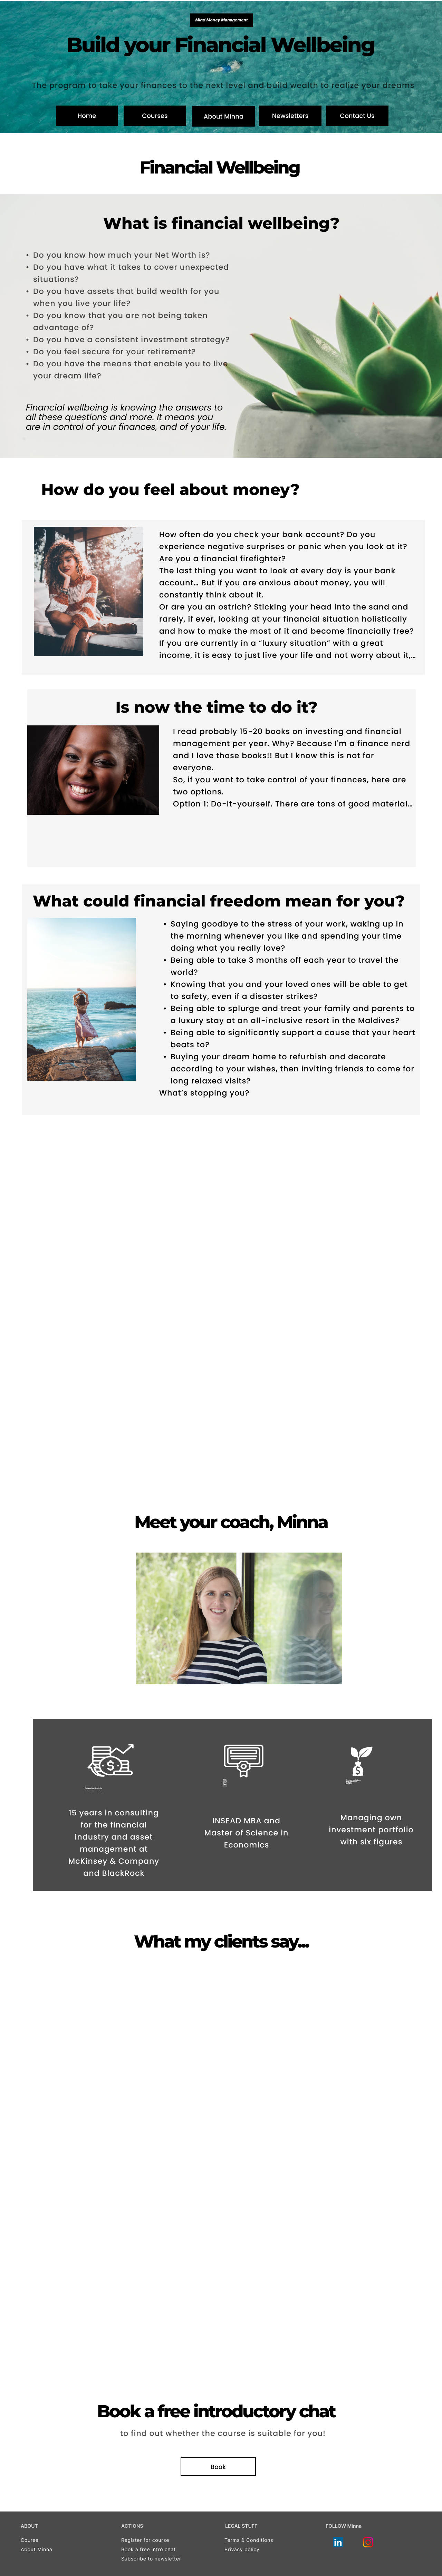 Mind Money Management
Build your Financial Wellbeing
The program to take your finances to the next level and build wealth to realize your dreams
Home
Courses
About Minna
Newsletters
Contact Us
Financial Wellbeing
What is financial wellbeing?
• Do you know how much your Net Worth is?
• Do you have what it takes to cover unexpected
situations?
• Do you have assets that build wealth for you
when you live your life?
• Do you know that you are not being taken
advantage of?
• Do you have a consistent investment strategy?
• Do you feel secure for your retirement?
• Do you have the means that enable you to live
your dream life?
Financial wellbeing is knowing the answers to
all these questions and more. It means you
are in control of your finances, and of your life.
How do you feel about money?
How often do you check your bank account? Do you
experience negative surprises or panic when you look at it?
Are you a financial firefighter?
The last thing you want to look at every day is your bank
account... But if you are anxious about money, you will
constantly think about it.
Or are you an ostrich? Sticking your head into the sand and
rarely, if ever, looking at your financial situation holistically
and how to make the most of it and become financially free?
If you are currently in a “luxury situation” with a great
income, it is easy to just live your life and not worry about it,...
Is now the time to do it?
I read probably 15-20 books on investing and financial
management per year. Why? Because I'm a finance nerd
and I love those books!! But I know this is not for
everyone.
So, if you want to take control of your finances, here are
two options.
Option 1: Do-it-yourself. There are tons of good material...
What could financial freedom mean for you?
• Saying goodbye to the stress of your work, waking up in
the morning whenever you like and spending your time
doing what you really love?
• Being able to take 3 months off each year to travel the
world?
• Knowing that you and your loved ones will be able to get
to safety, even if a disaster strikes?
• Being able to splurge and treat your family and parents to
a luxury stay at an all-inclusive resort in the Maldives?
• Being able to significantly support a cause that your heart
beats to?
• Buying your dream home to refurbish and decorate
according to your wishes, then inviting friends to come for
long relaxed visits?
What’s stopping you?
Meet your coach, Minna
15 years in consulting
for the financial
industry and asset
management at
McKinsey & Company
and BlackRock
INSEAD MBA and
Master of Science in
Economics
Managing own
investment portfolio
with six figures
What my clients say...
Book a free introductory chat
to find out whether the course is suitable for you!
Book
ABOUT
Course
About Minna
ACTIONS
Register for course
Book a free intro chat
Subscribe to newsletter
LEGAL STUFF
Terms & Conditions
Privacy policy
FOLLOW Minna
in